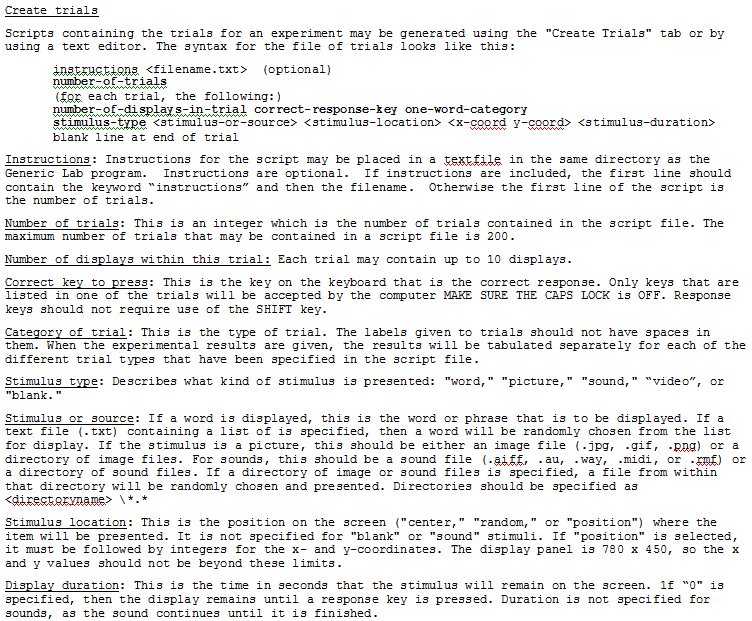 Create trials
Scripts containing the trials for an experiment may be generated using the "Create Trials" tab or by
using a text editor. The syntax for the file of trials looks like this:
instructions <filename.txt>  (optional)
number-of-trials
(for each trial, the following:)
number-of-displays-in-trial correct-response-key one-word-category
stimulus-type <stimulus-or-source> <stimulus-location> <x-coord y-coord> <stimulus-duration>
blank line at end of trial
Instructions: Instructions for the script may be placed in a textfile in the same directory as the
Generic Lab program.  Instructions are optional.  If instructions are included, the first line should
contain the keyword “instructions” and then the filename.  Otherwise the first line of the script is
the number of trials.
Number of trials: This is an integer which is the number of trials contained in the script file. The
maximum number of trials that may be contained in a script file is 200.
Number of displays within this trial: Each trial may contain up to 10 displays.
Correct key to press: This is the key on the keyboard that is the correct response. Only keys that are
listed in one of the trials will be accepted by the computer MAKE SURE THE CAPS LOCK is OFF. Response
keys should not require use of the SHIFT key.
Category of trial: This is the type of trial. The labels given to trials should not have spaces in
them. When the experimental results are given, the results will be tabulated separately for each of the
different trial types that have been specified in the script file.
Stimulus type: Describes what kind of stimulus is presented: "word," "picture," "sound," “video”, or
"blank."
Stimulus or source: If a word is displayed, this is the word or phrase that is to be displayed. If a
text file (.txt) containing a list of is specified, then a word will be randomly chosen from the list
for display. If the stimulus is a picture, this should be either an image file (.jpg, .gif, .png) or a
directory of image files. For sounds, this should be a sound file (.aiff, .au, .wav, .midi, or .rmf) or
a directory of sound files. If a directory of image or sound files is specified, a file from within
that directory will be randomly chosen and presented. Directories should be specified as
<directoryname> \*.*
Stimulus location: This is the position on the screen ("center," "random," or "position") where the
item will be presented. It is not specified for "blank" or "sound" stimuli. If "position" is selected,
it must be followed by integers for the x- and y-coordinates. The display panel is 780 x 450, so the x
and y values should not be beyond these limits.
Display duration: This is the time in seconds that the stimulus will remain on the screen. If “0" is
specified, then the display remains until a response key is pressed. Duration is not specified for
sounds, as the sound continues until it is finished.